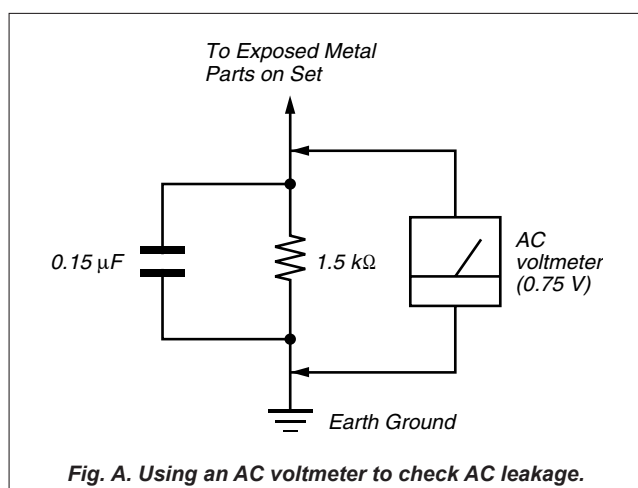 To Exposed Metal
Parts on Set
0.15 μF
1.5 kΩ
AC
voltmeter
(0.75 V)
Earth Ground
Fig. A. Using an AC voltmeter to check AC leakage.